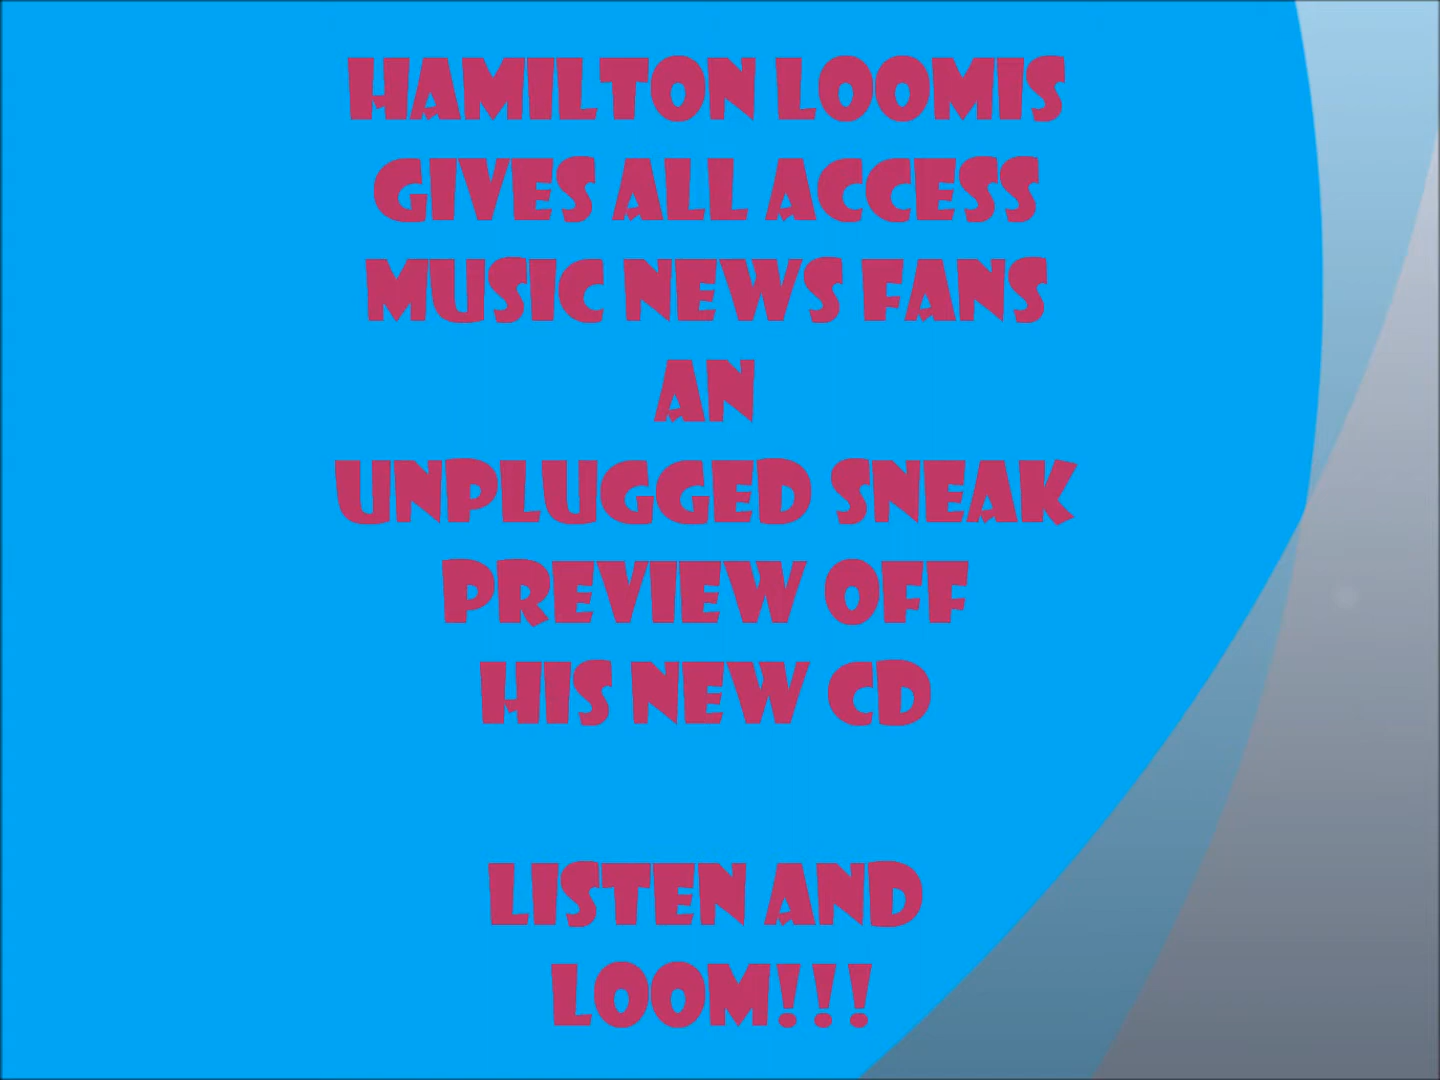 HAMILTON LOOMIS
GIVES ALL ACCESS
MUSIC NEWS FANS
AN
UNPLUGGED SNEAK
PREVIEW OFF
HIS NEW CD
LISTEN AND
LOOM!!!